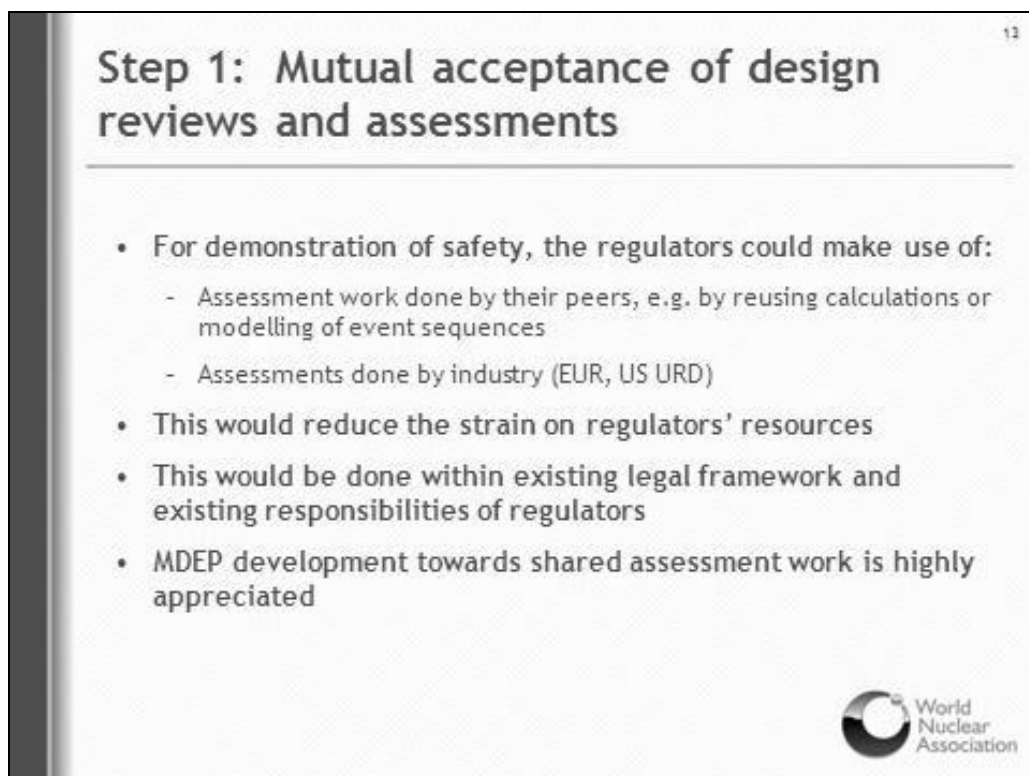 13
Step 1: Mutual acceptance of design
reviews and assessments
• For demonstration of safety, the regulators could make use of:
- Assessment work done by their peers, e.g. by reusing calculations or
modelling of event sequences
- Assessments done by industry (EUR, US URD)
• This would reduce the strain on regulators’ resources
• This would be done within existing legal framework and
existing responsibilities of regulators
• MDEP development towards shared assessment work is highly
appreciated
World
Nuclear
Association